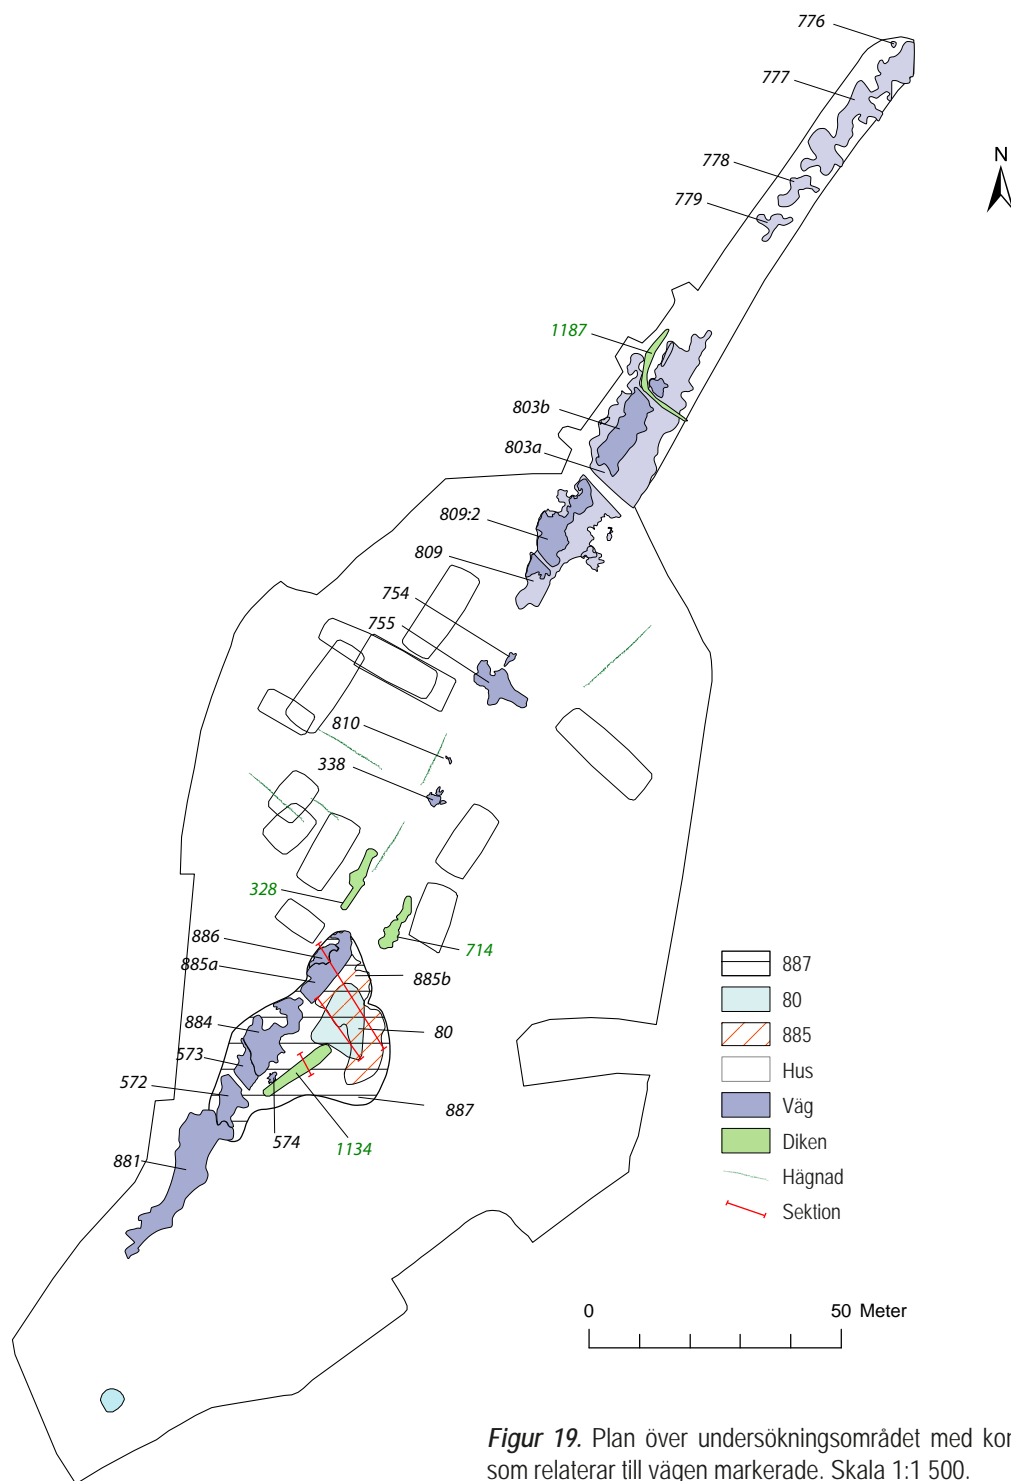 776
777
N
778
779
1187
803b
803a
809:2
809
754
755
810
338
328
714
886
885a
885b
884
80
573
572
887
574
1134
881
887
80
885
Hus
Väg
Diken
Hägnad
Sektion
0 50 Meter
Figur 19. Plan över undersökningsområdet med kon
som relaterar till vägen markerade. Skala 1:1 500.